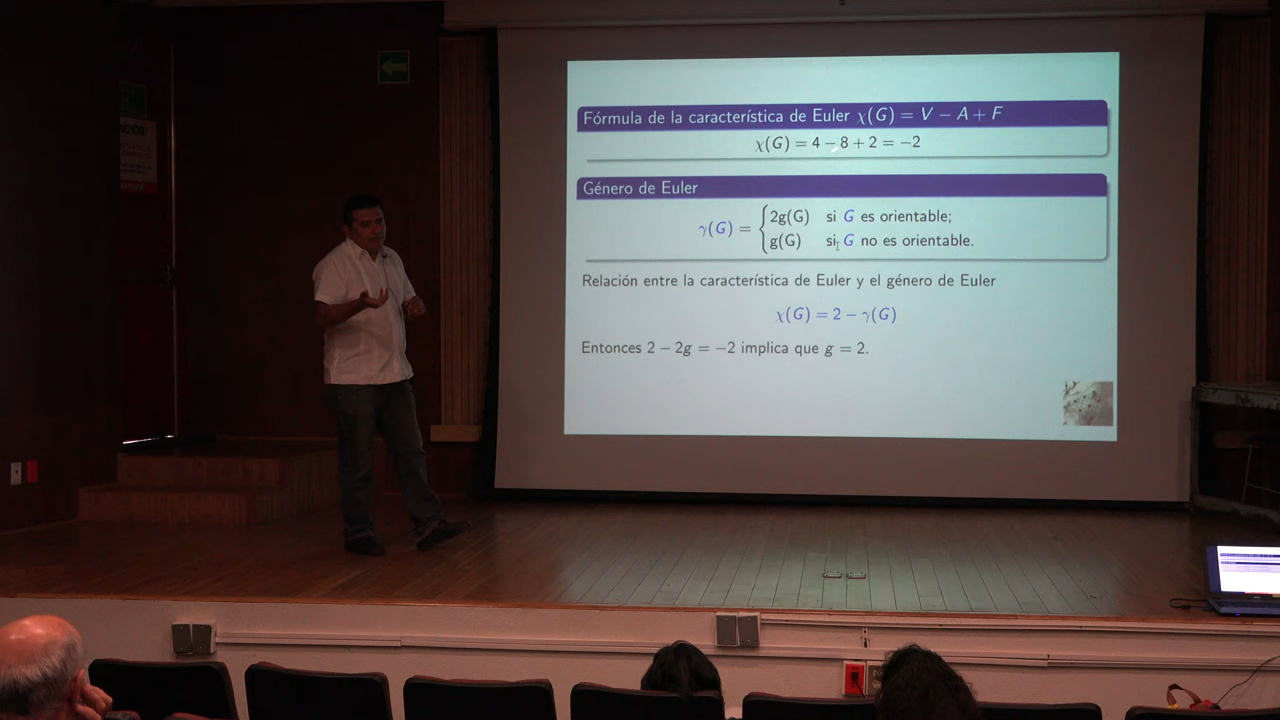 Fórmula de la característica de Euler χ(G) = V − A + F
χ(G) = 4 − 8 + 2 = −2
Género de Euler
γ(G) = { 2g(G) si G es orientable;
g(G) si G no es orientable.
Relación entre la característica de Euler y el género de Euler
χ(G) = 2 − γ(G)
Entonces 2 − 2g = −2 implica que g = 2.